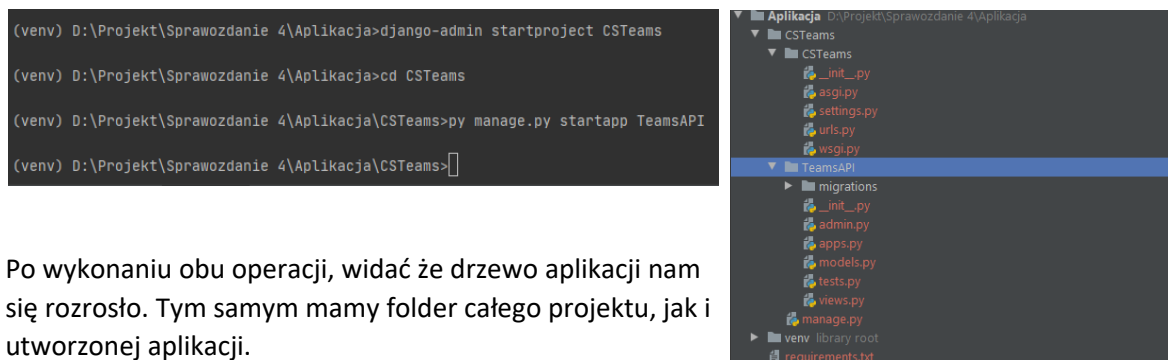 (venv) D:\Projekt\Sprawozdanie 4\Aplikacja>django-admin startproject CSTeams
(venv) D:\Projekt\Sprawozdanie 4\Aplikacja>cd CSTeams
(venv) D:\Projekt\Sprawozdanie 4\Aplikacja\CSTeams>py manage.py startapp TeamsAPI
(venv) D:\Projekt\Sprawozdanie 4\Aplikacja\CSTeams>
Po wykonaniu obu operacji, widać że drzewo aplikacji nam
się rozrosło. Tym samym mamy folder całego projektu, jak i
utworzonej aplikacji.
Aplikacja D:\Projekt\Sprawozdanie 4\Aplikacja
CSTeams
CSTeams
__init__.py
asgi.py
settings.py
urls.py
wsgi.py
TeamsAPI
migrations
__init__.py
admin.py
apps.py
models.py
tests.py
views.py
manage.py
venv library root
requirements.txt